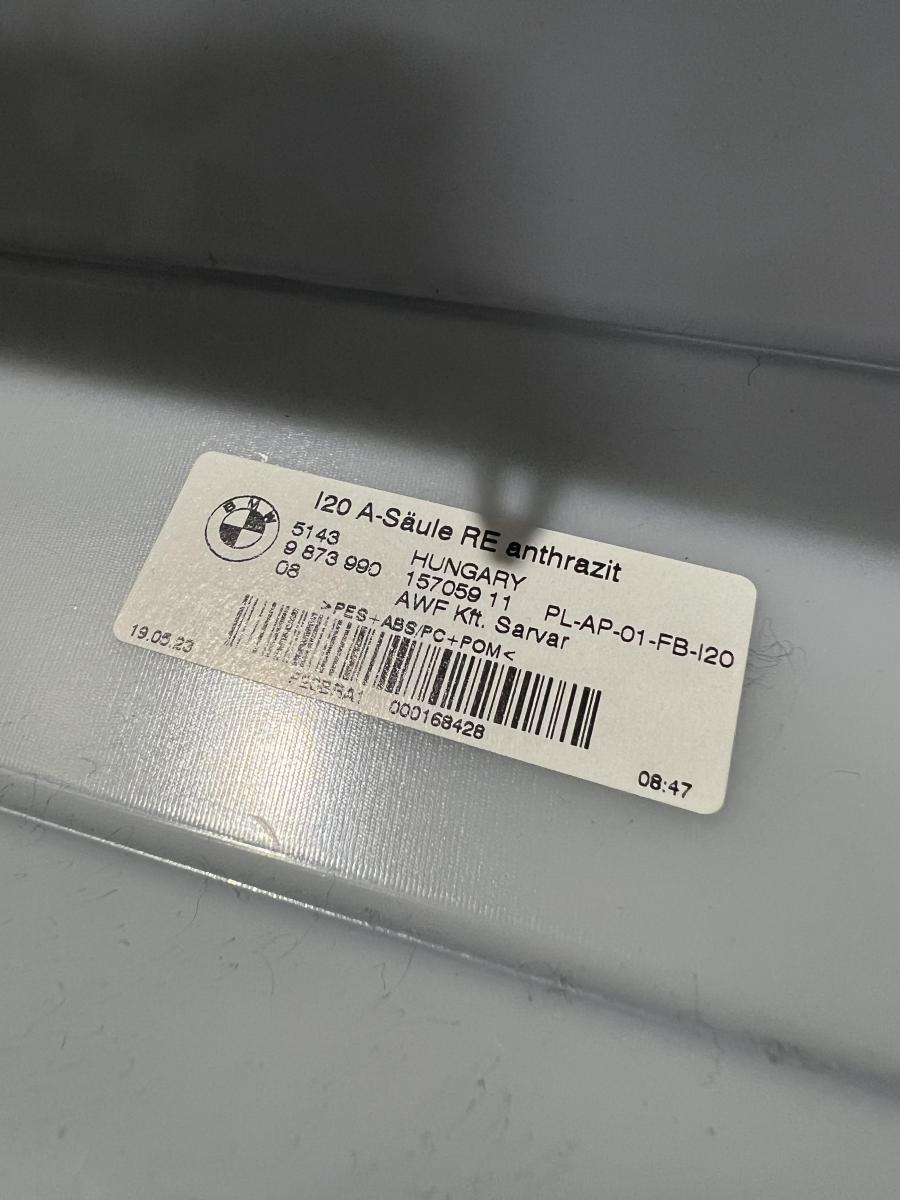 BMW
I20 A-Säule RE anthrazit
5143
9 873 990
08
HUNGARY
157059 11
AWF Kft. Sarvar
PL-AP-01-FB-I20
>PES+ABS/PC+POM<
19.05.23
000168428
08:47